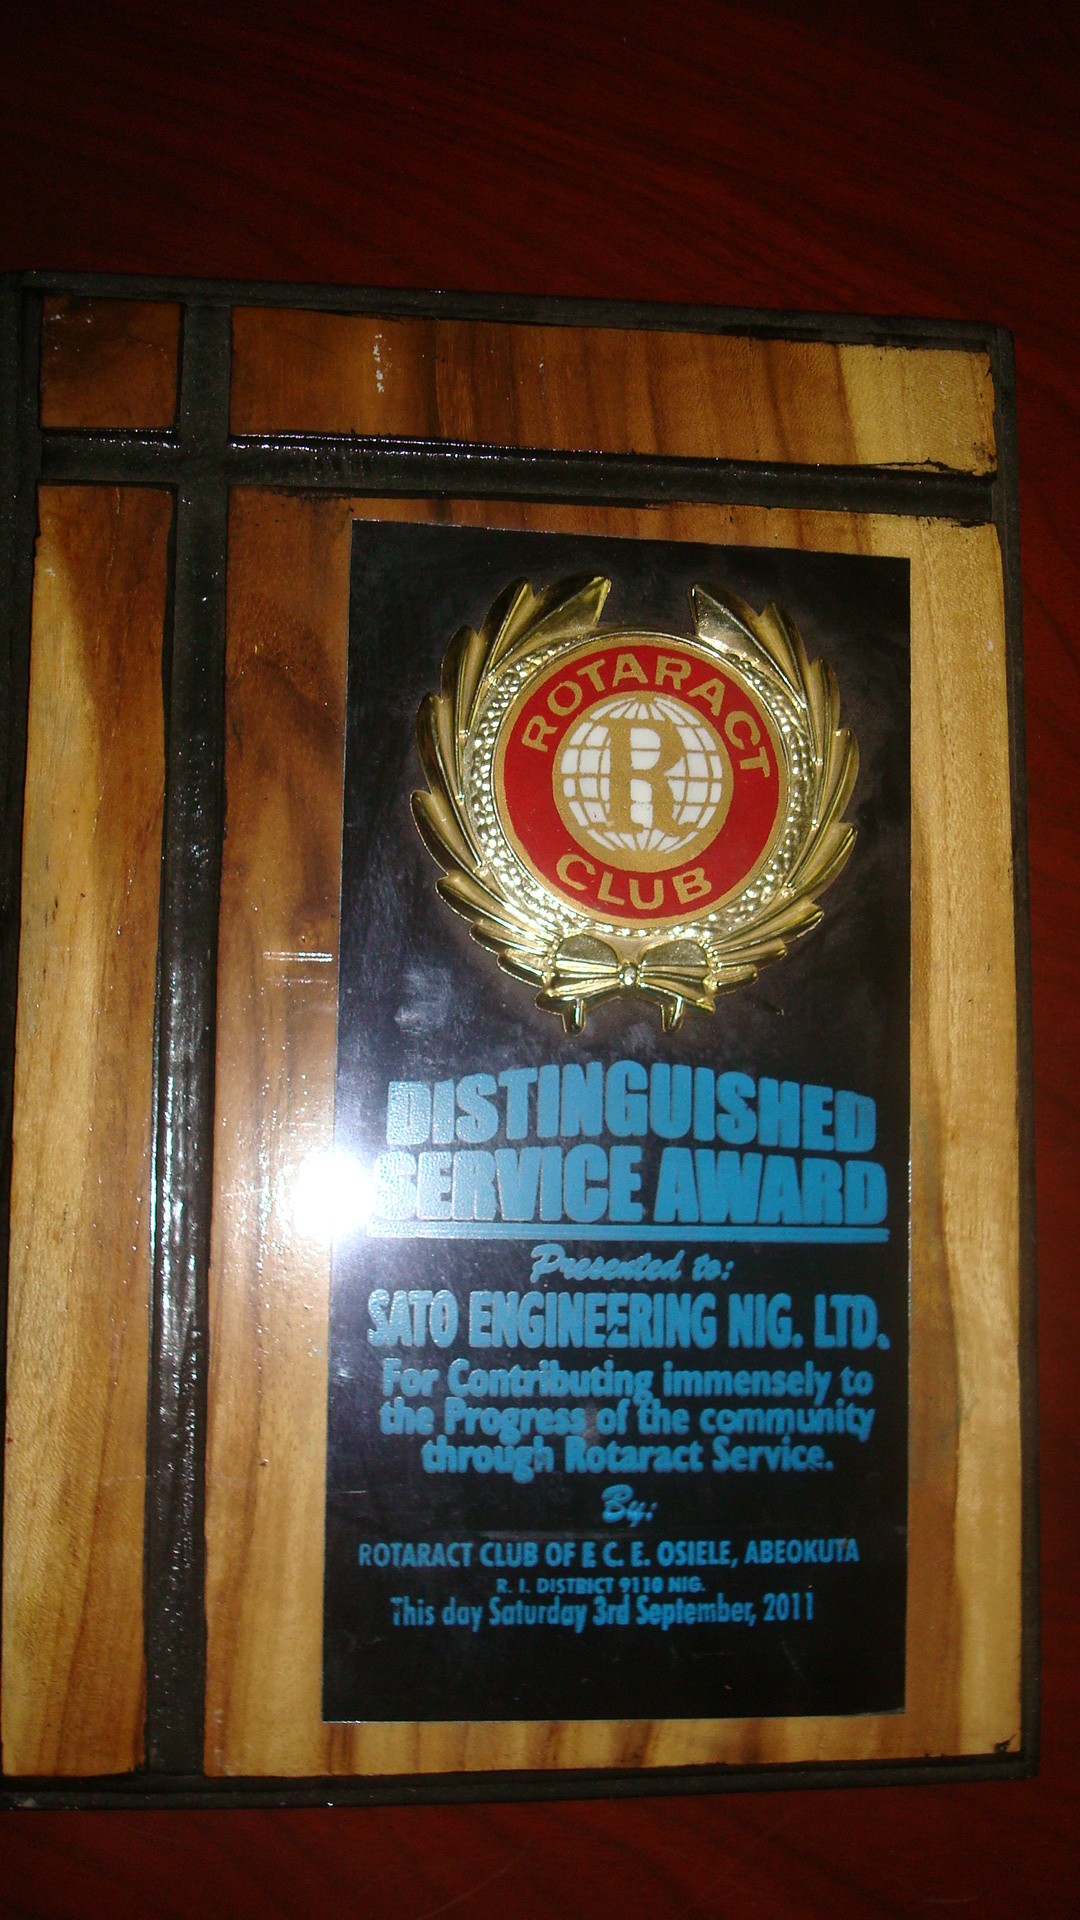 ROTARACT
R
CLUB
DISTINGUISHED
SERVICE AWARD
Presented to:
SATO ENGINEERING NIG. LTD.
For Contributing immensely to
the Progress of the community
through Rotaract Service.
By:
ROTARACT CLUB OF E C. E. OSIELE, ABEOKUTA
R. I. DISTRICT 9110 NIG.
This day Saturday 3rd September, 2011